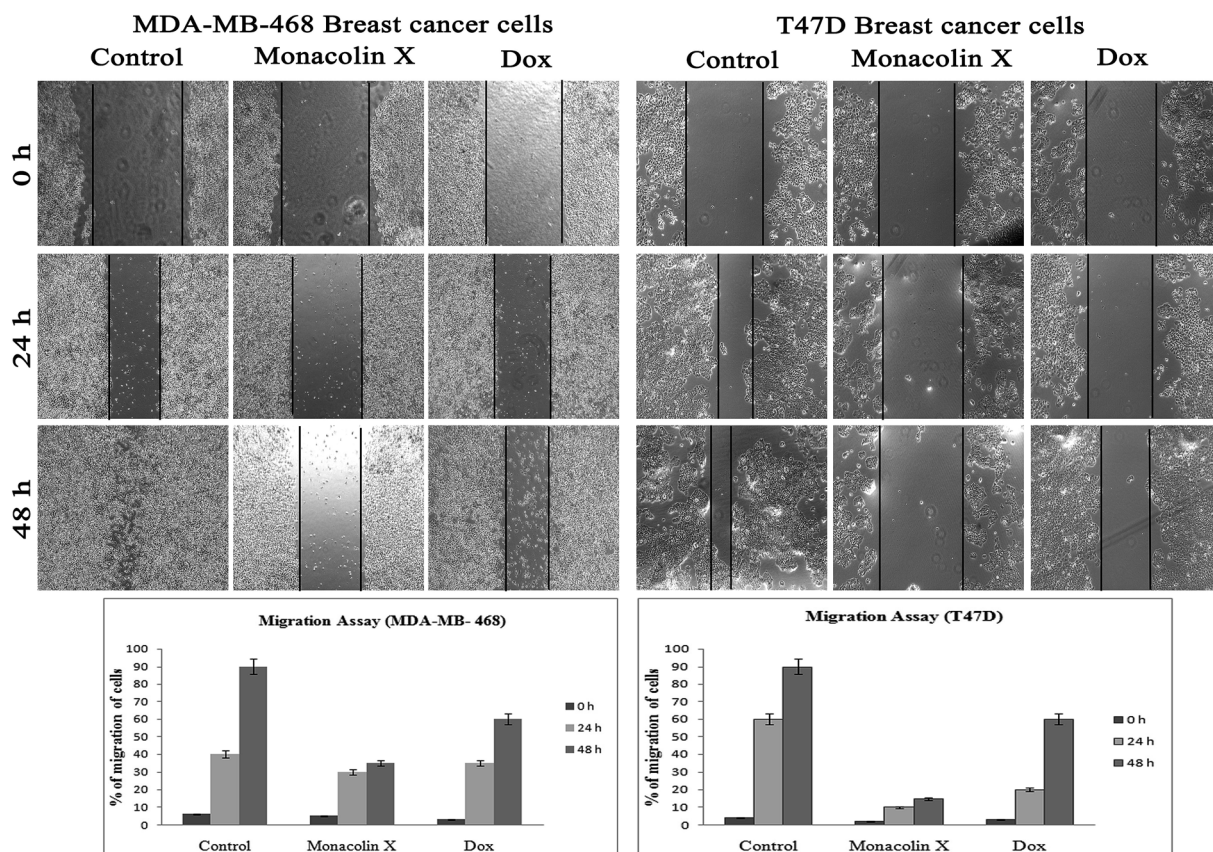 MDA-MB-468 Breast cancer cells
Control Monacolin X Dox
T47D Breast cancer cells
Control Monacolin X Dox
0 h
24 h
48 h
Migration Assay (MDA-MB- 468)
% of migration of cells
100
90
80
70
60
50
40
30
20
10
0
Control Monacolin X Dox
0 h
24 h
48 h
Migration Assay (T47D)
% of migration of cells
100
90
80
70
60
50
40
30
20
10
0
Control Monacolin X Dox
0 h
24 h
48 h